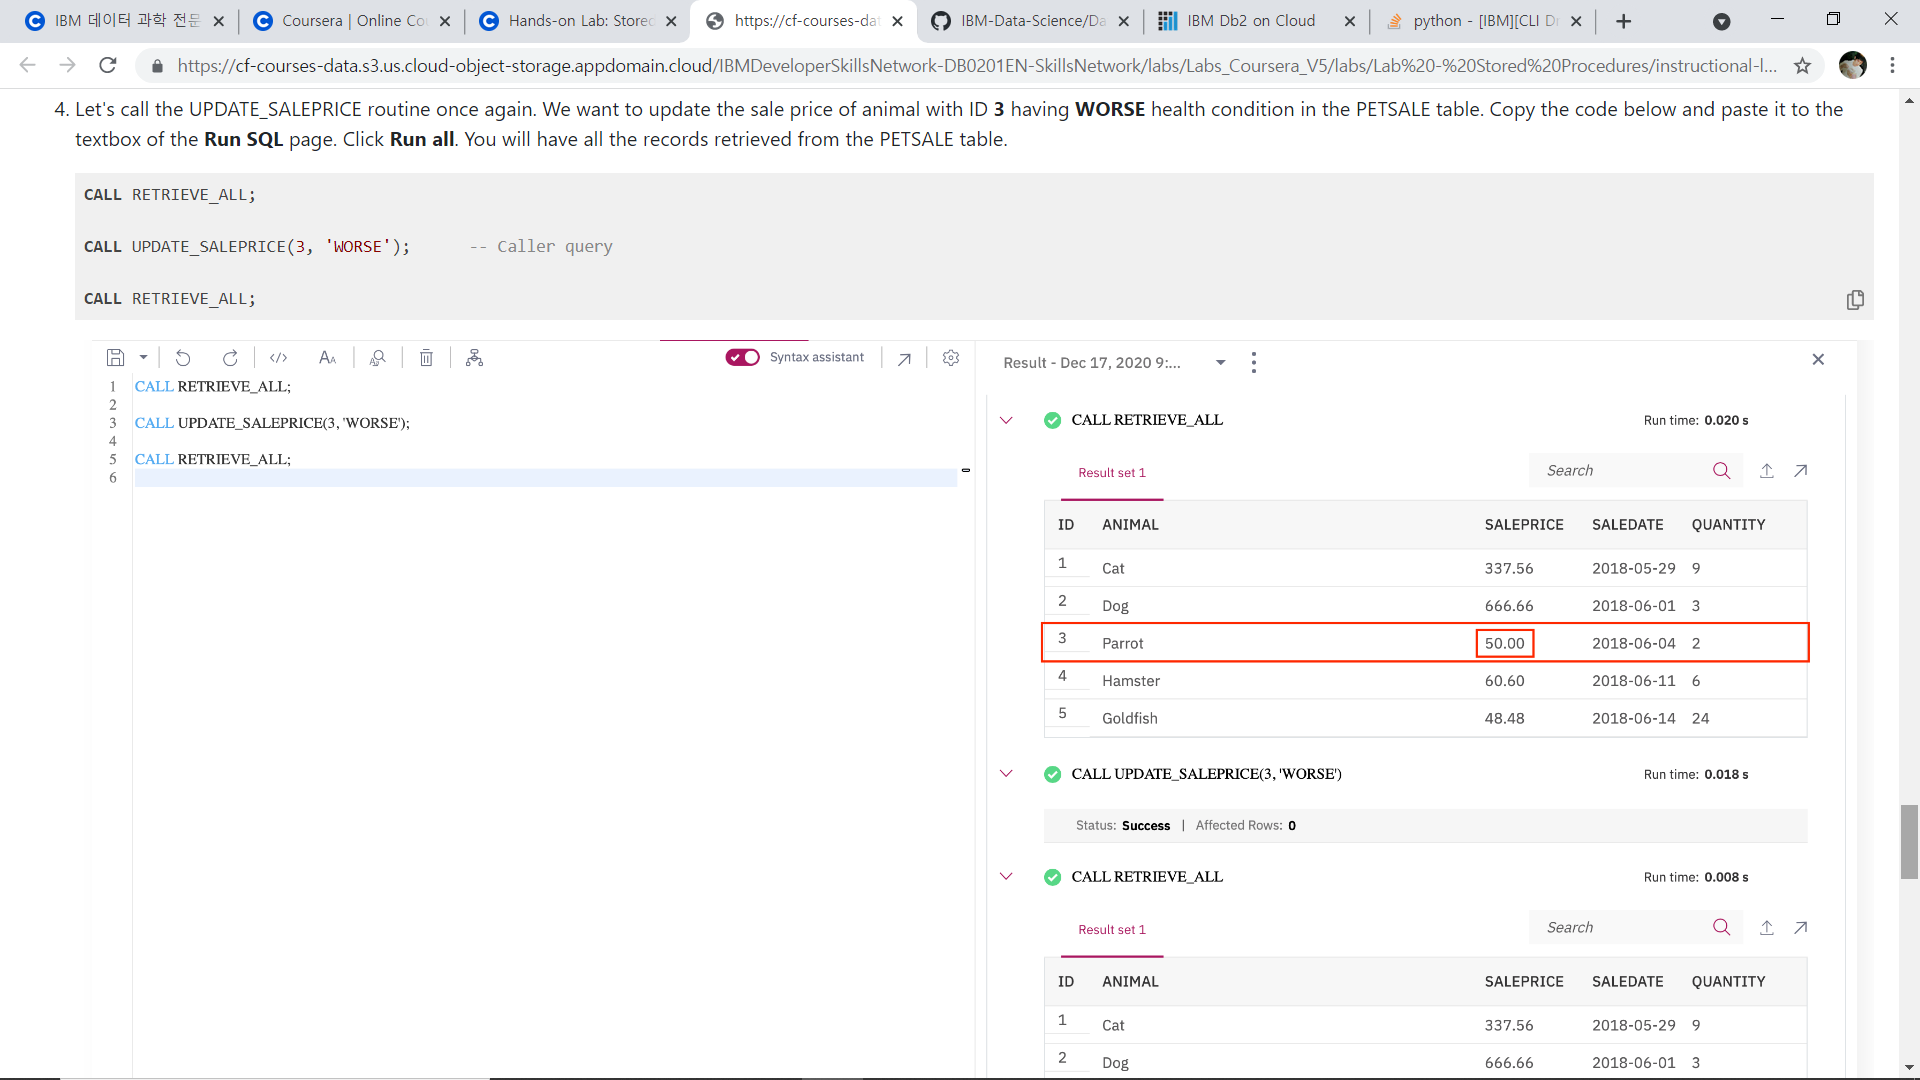 IBM 데이터 과학 전문
Coursera | Online Co
Hands-on Lab: Stored
https://cf-courses-dat
IBM-Data-Science/Da
IBM Db2 on Cloud
python - [IBM][CLI Dr
https://cf-courses-data.s3.us.cloud-object-storage.appdomain.cloud/IBMDeveloperSkillsNetwork-DB0201EN-SkillsNetwork/labs/Labs_Coursera_V5/labs/Lab%20-%20Stored%20Procedures/instructional-l...
4. Let's call the UPDATE_SALEPRICE routine once again. We want to update the sale price of animal with ID 3 having WORSE health condition in the PETSALE table. Copy the code below and paste it to the
textbox of the Run SQL page. Click Run all. You will have all the records retrieved from the PETSALE table.
CALL RETRIEVE_ALL;
CALL UPDATE_SALEPRICE(3, 'WORSE'); -- Caller query
CALL RETRIEVE_ALL;
Syntax assistant
1 CALL RETRIEVE_ALL;
2
3 CALL UPDATE_SALEPRICE(3, 'WORSE');
4
5 CALL RETRIEVE_ALL;
6
Result - Dec 17, 2020 9:...
CALL RETRIEVE_ALL Run time: 0.020 s
Result set 1 Search
ID ANIMAL SALEPRICE SALEDATE QUANTITY
1 Cat 337.56 2018-05-29 9
2 Dog 666.66 2018-06-01 3
3 Parrot 50.00 2018-06-04 2
4 Hamster 60.60 2018-06-11 6
5 Goldfish 48.48 2018-06-14 24
CALL UPDATE_SALEPRICE(3, 'WORSE') Run time: 0.018 s
Status: Success | Affected Rows: 0
CALL RETRIEVE_ALL Run time: 0.008 s
Result set 1 Search
ID ANIMAL SALEPRICE SALEDATE QUANTITY
1 Cat 337.56 2018-05-29 9
2 Dog 666.66 2018-06-01 3